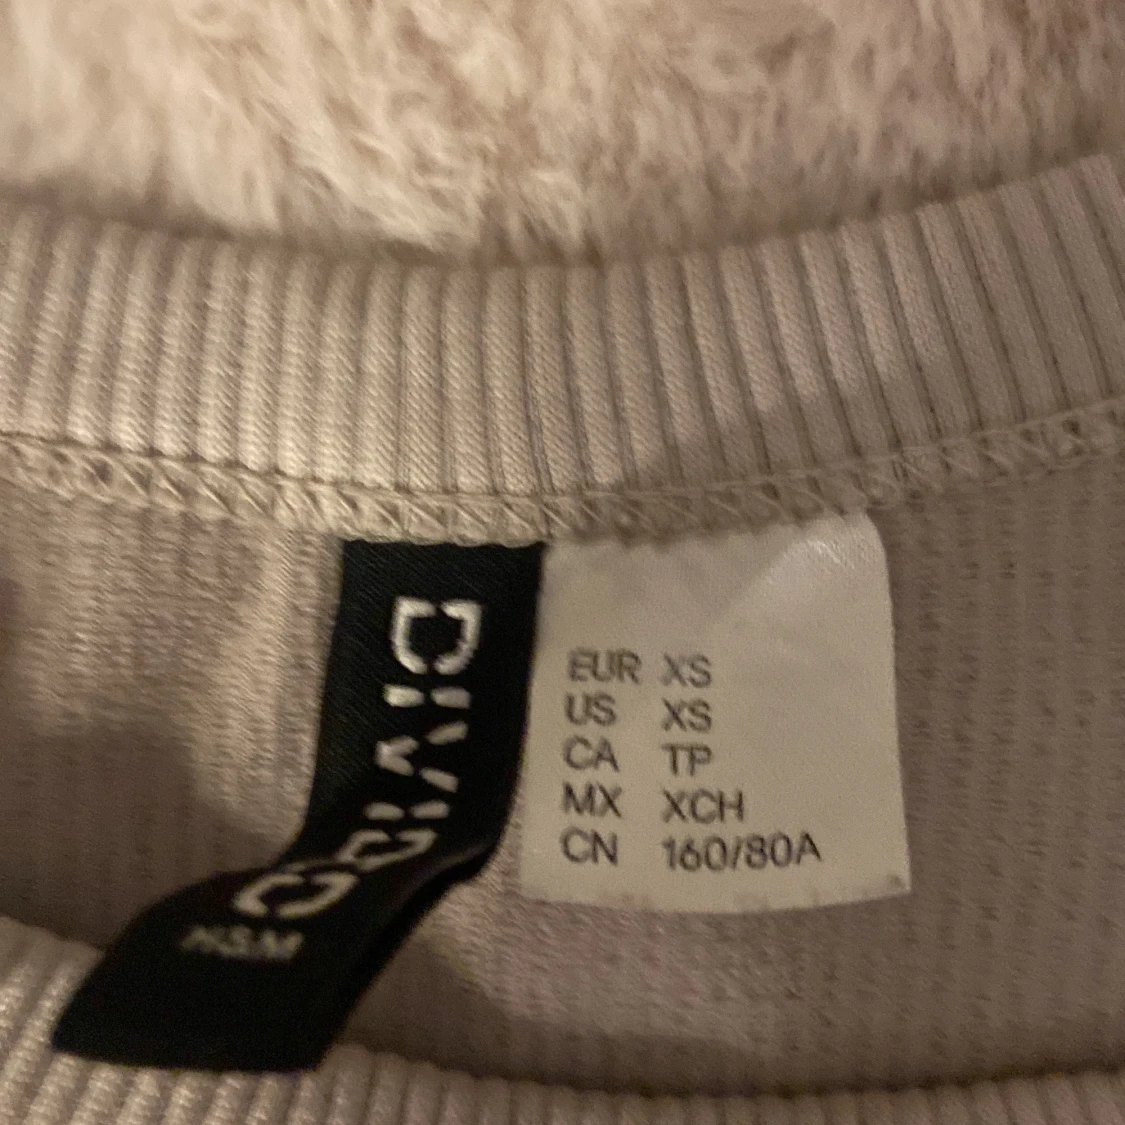 DIVIDED
H&M
EUR XS
US XS
CA TP
MX XCH
CN 160/80A